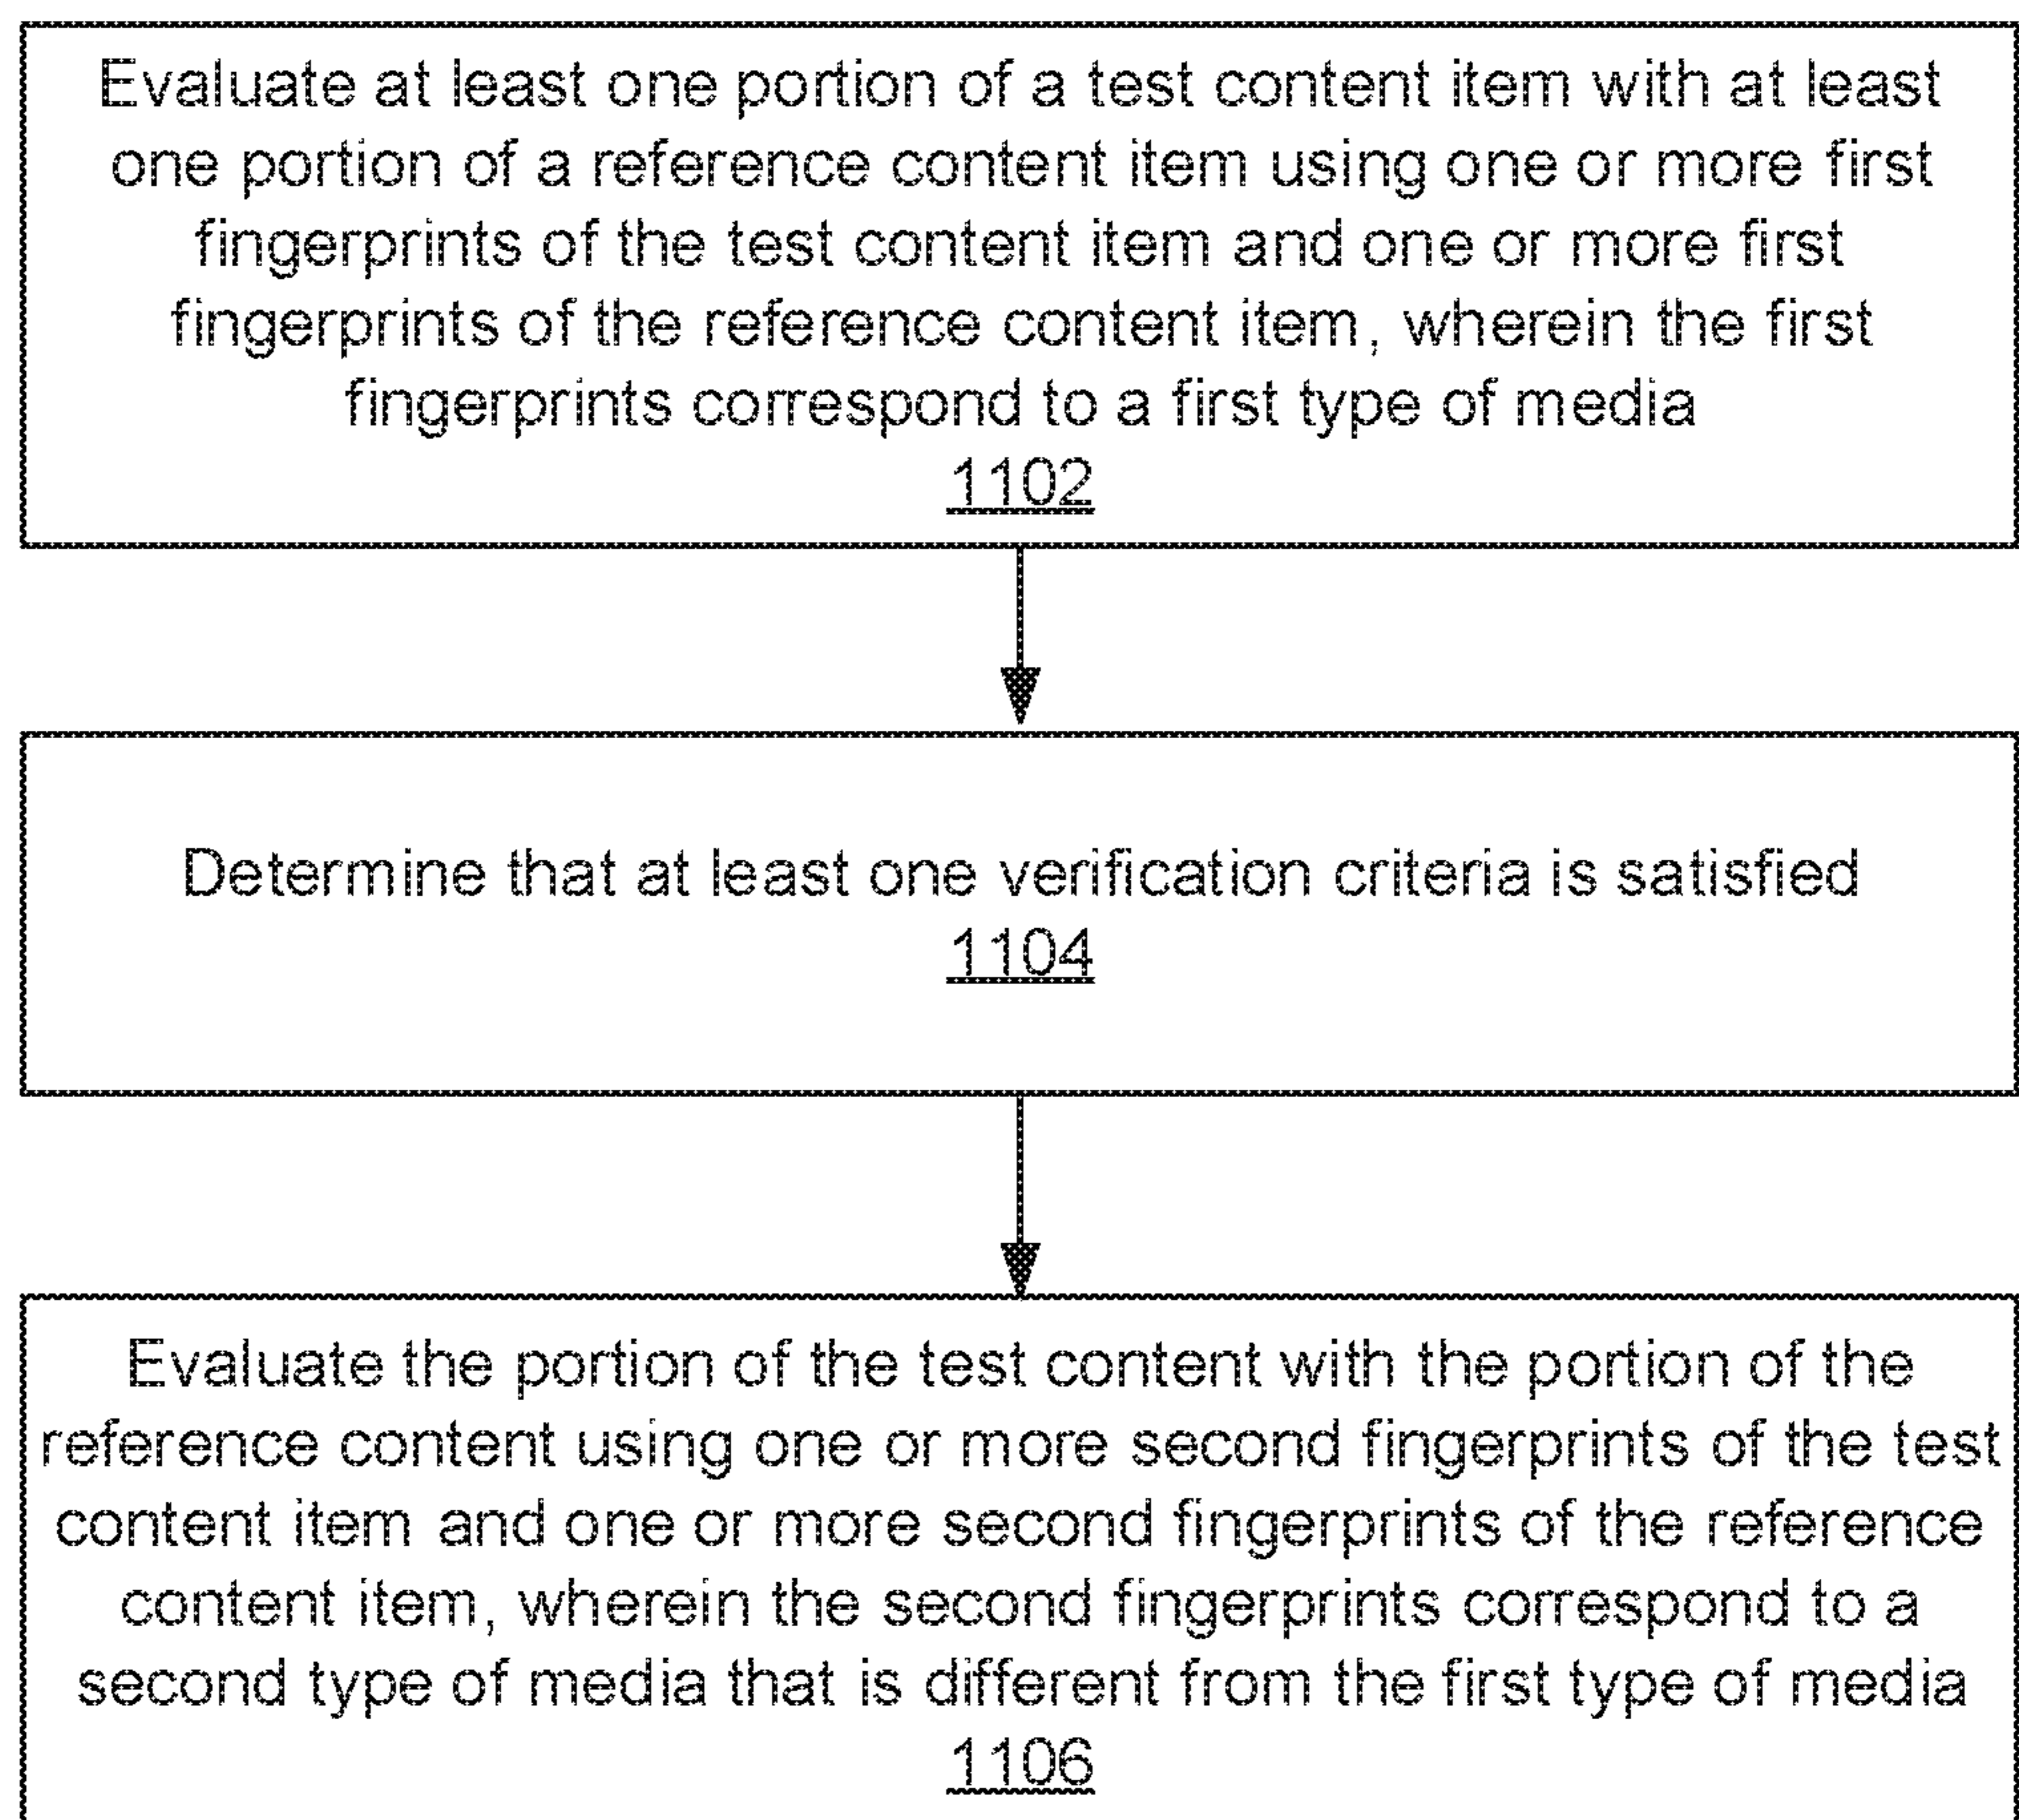 Evaluate at least one portion of a test content item with at least
one portion of a reference content item using one or more first
fingerprints of the test content item and one or more first
fingerprints of the reference content item, wherein the first
fingerprints correspond to a first type of media
1102
Determine that at least one verification criteria is satisfied
1104
Evaluate the portion of the test content with the portion of the
reference content using one or more second fingerprints of the test
content item and one or more second fingerprints of the reference
content item, wherein the second fingerprints correspond to a
second type of media that is different from the first type of media
1106